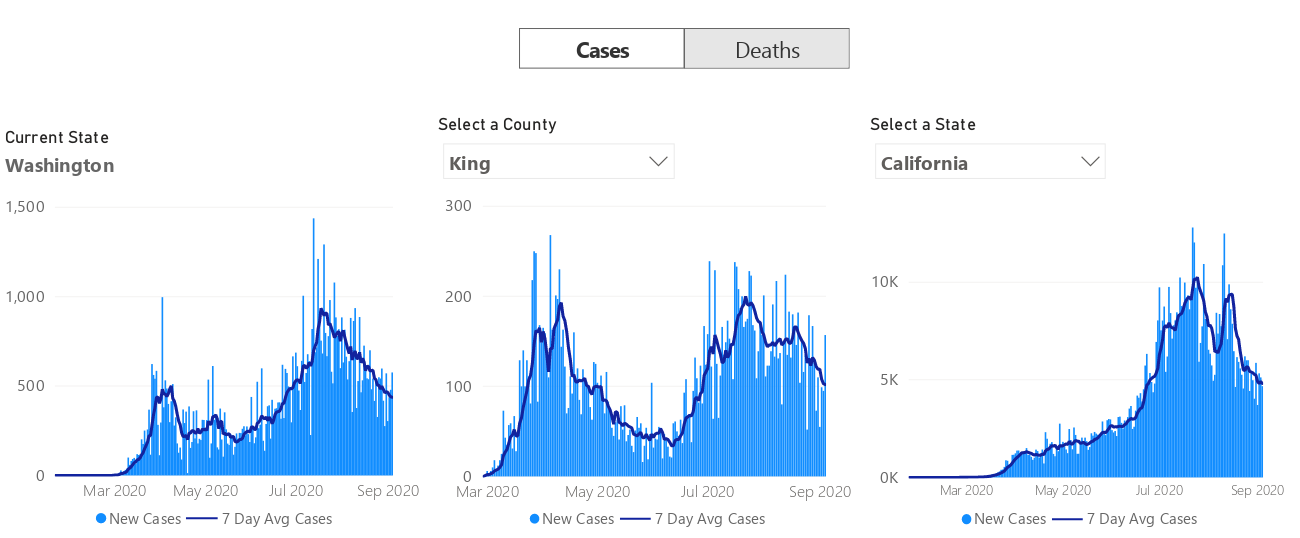 Cases Deaths
Current State
Washington
1,500
1,000
500
0
Mar 2020 May 2020 Jul 2020 Sep 2020
New Cases 7 Day Avg Cases
Select a County
King
300
200
100
0
Mar 2020 May 2020 Jul 2020 Sep 2020
New Cases 7 Day Avg Cases
Select a State
California
10K
5K
0K
Mar 2020 May 2020 Jul 2020 Sep 2020
New Cases 7 Day Avg Cases